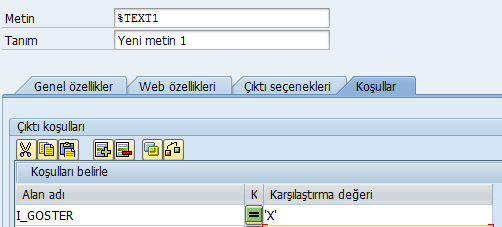 Metin %TEXT1
Tanım Yeni metin 1
Genel özellikler Web özellikleri Çıktı seçenekleri Koşullar
Çıktı koşulları
Koşulları belirle
Alan adı K Karşılaştırma değeri
I_GOSTER = 'X'